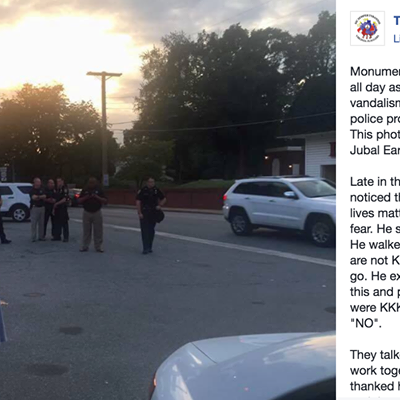 T
L
Monumen
all day as
vandalism
police pro
This phot
Jubal Ear
Late in th
noticed th
lives matt
fear. He s
He walke
are not K
go. He ex
this and p
were KKK
"NO".
They talk
work toge
thanked h